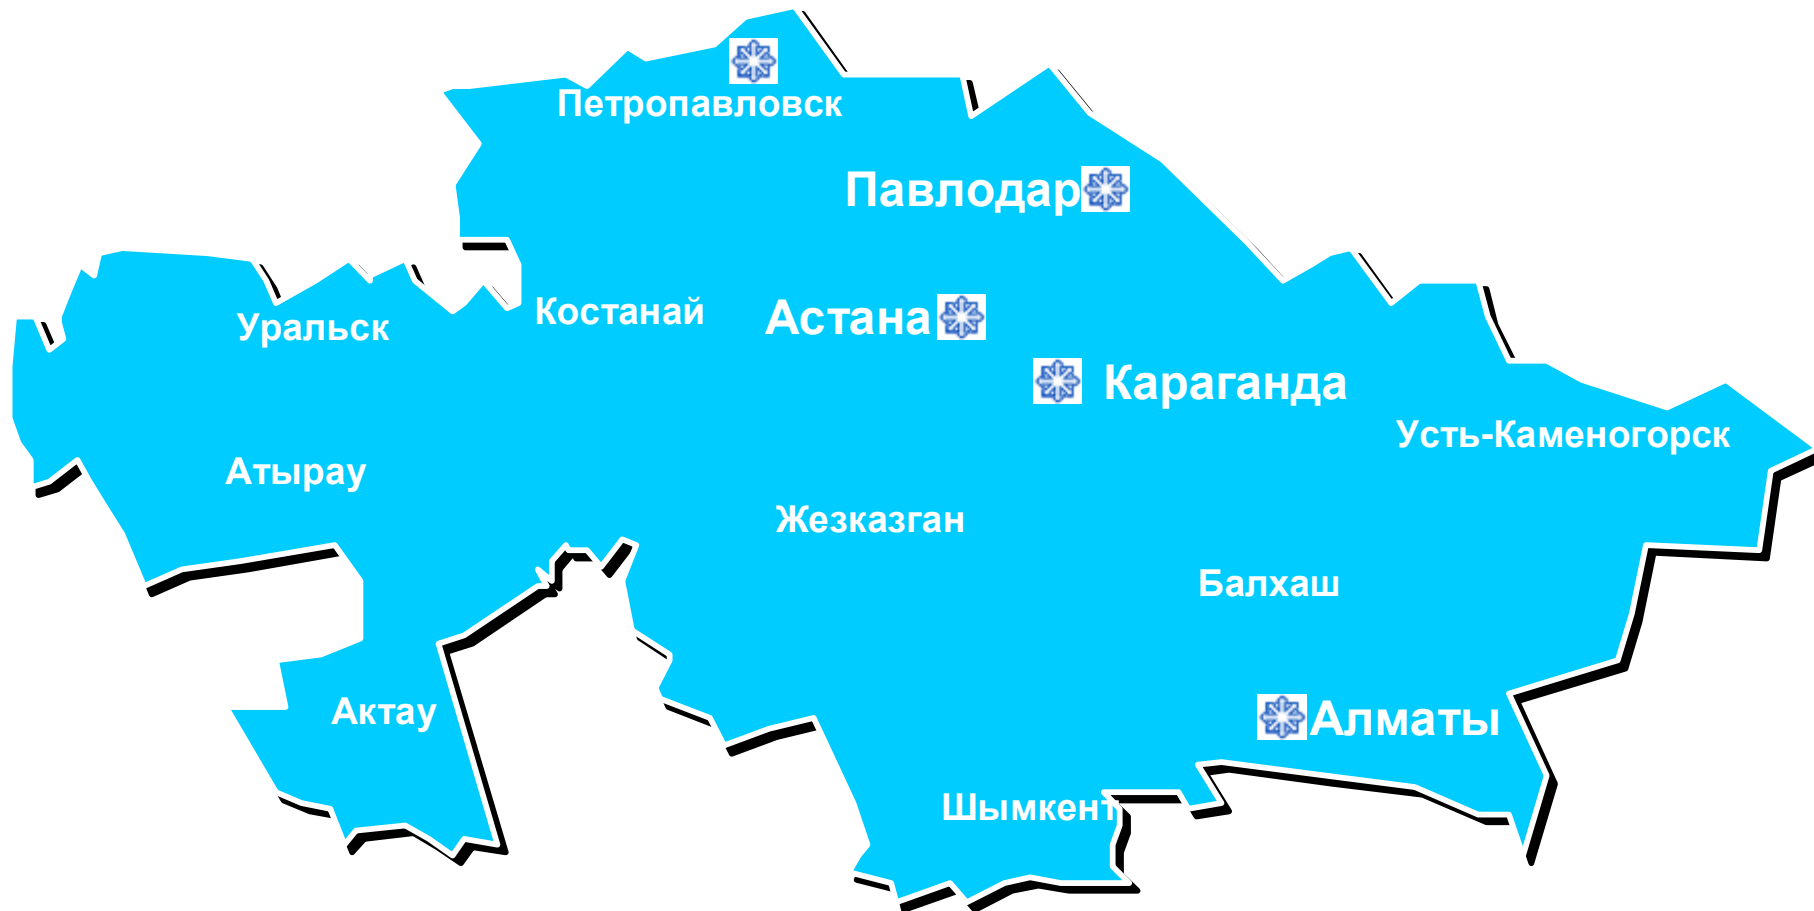 Петропавловск
Павлодар
Костанай
Астана
Уральск
Караганда
Усть-Каменогорск
Атырау
Жезказган
Балхаш
Актау
Алматы
Шымкент